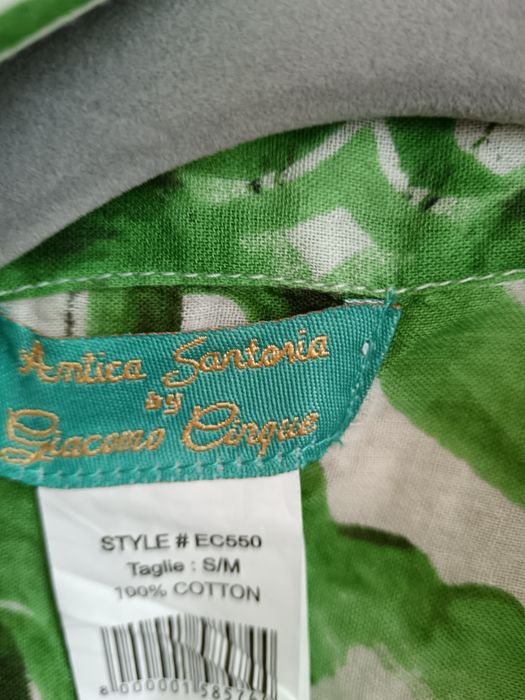 Antica Sartoria
by
Giacomo Cinque
STYLE # EC550
Taglie : S/M
100% COTTON